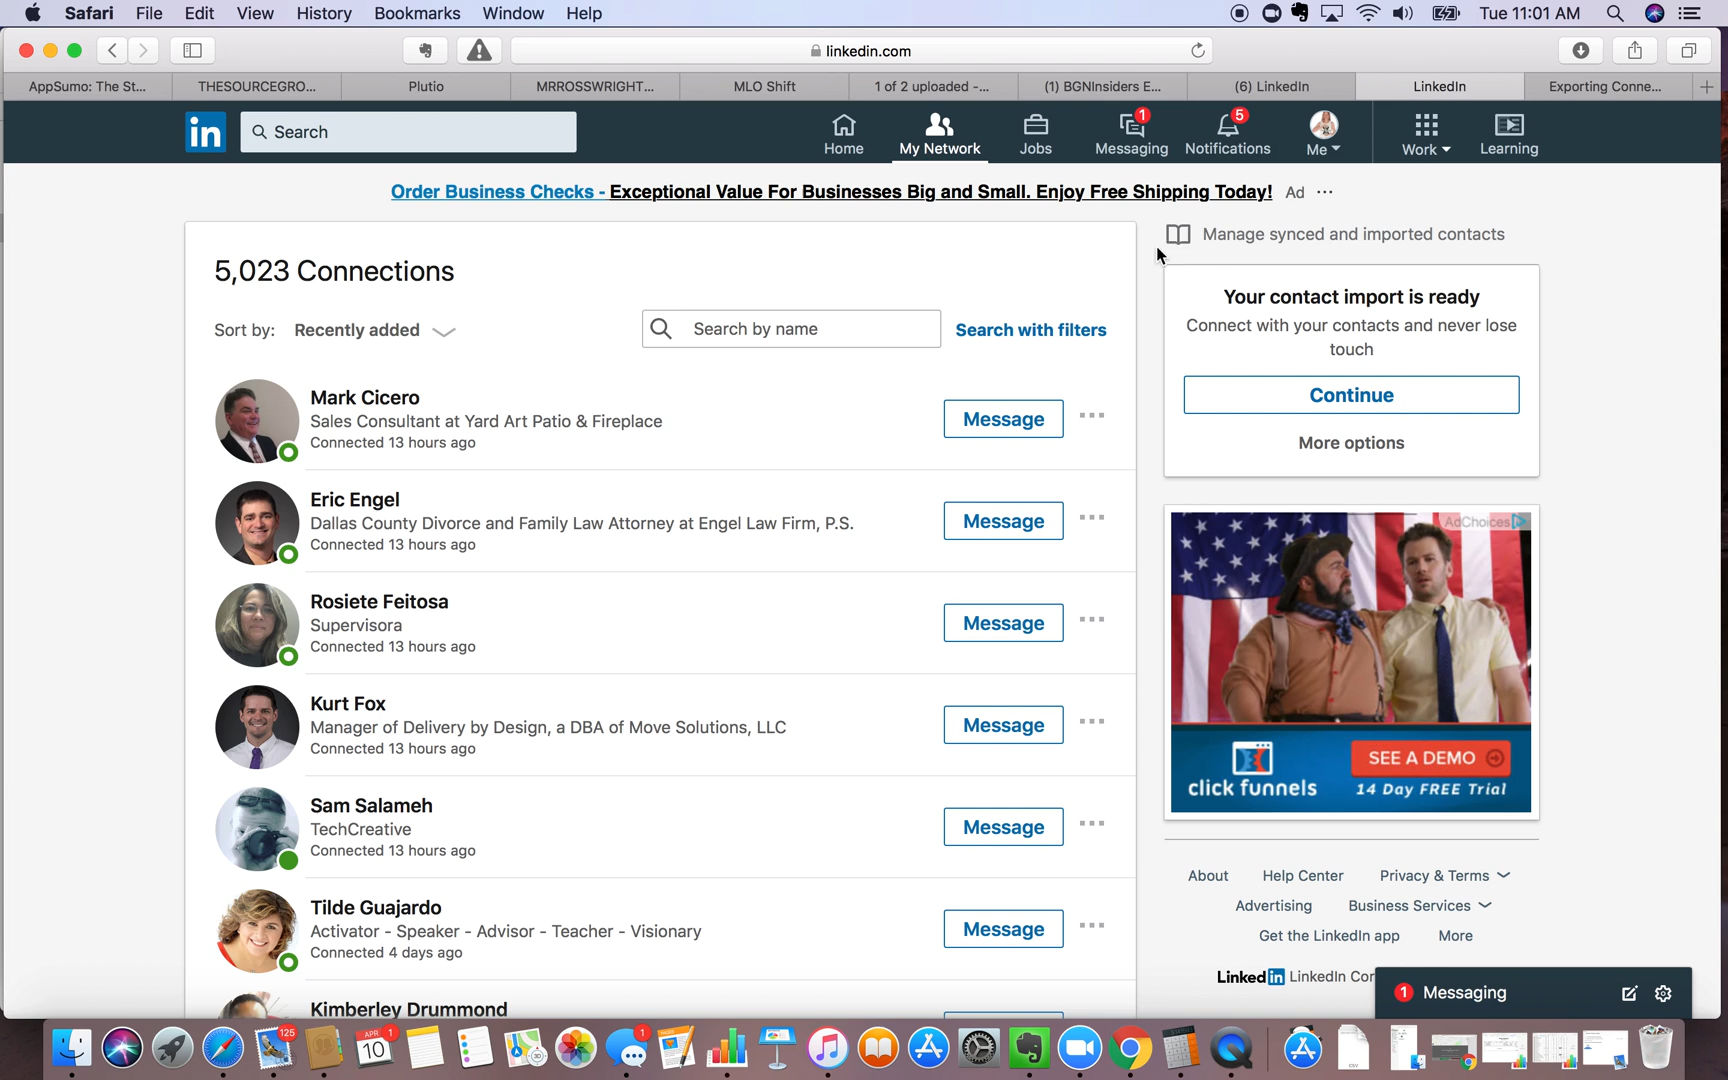 Safari File Edit View History Bookmarks Window Help Tue 11:01 AM
linkedin.com
AppSumo: The St... THESOURCEGRO... Plutio MRROSSWRIGHT... MLO Shift 1 of 2 uploaded -... (1) BGNInsiders E... (6) LinkedIn LinkedIn Exporting Conne...
in Search Home My Network Jobs 1 Messaging 5 Notifications Me Work Learning
Order Business Checks - Exceptional Value For Businesses Big and Small. Enjoy Free Shipping Today! Ad ...
5,023 Connections
Sort by: Recently added Search by name Search with filters
Mark Cicero
Sales Consultant at Yard Art Patio & Fireplace
Connected 13 hours ago
Message
Eric Engel
Dallas County Divorce and Family Law Attorney at Engel Law Firm, P.S.
Connected 13 hours ago
Message
Rosiete Feitosa
Supervisora
Connected 13 hours ago
Message
Kurt Fox
Manager of Delivery by Design, a DBA of Move Solutions, LLC
Connected 13 hours ago
Message
Sam Salameh
TechCreative
Connected 13 hours ago
Message
Tilde Guajardo
Activator - Speaker - Advisor - Teacher - Visionary
Connected 4 days ago
Message
Kimberley Drummond
Manage synced and imported contacts
Your contact import is ready
Connect with your contacts and never lose
touch
Continue
More options
AdChoices
click funnels
SEE A DEMO
14 Day FREE Trial
About Help Center Privacy & Terms
Advertising Business Services
Get the LinkedIn app More
Linked in LinkedIn Cor
1 Messaging
125
APR 1
10
1